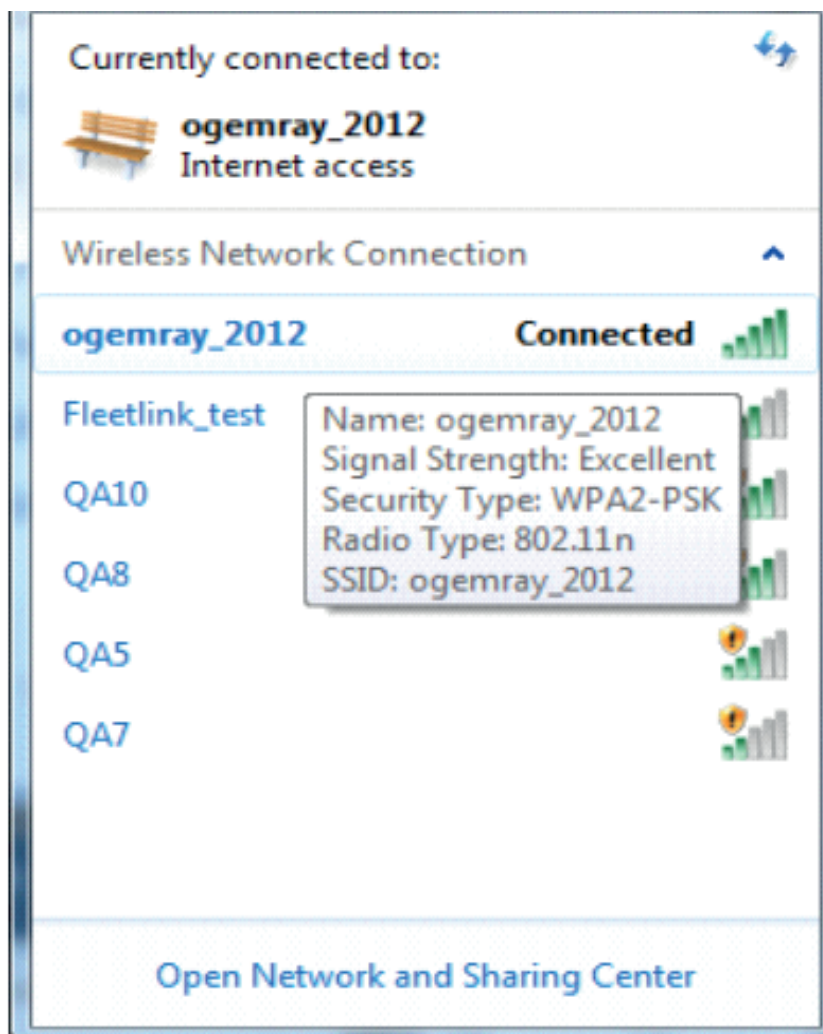 Currently connected to:
ogemray_2012
Internet access
Wireless Network Connection
ogemray_2012 Connected
Fleetlink_test
Name: ogemray_2012
Signal Strength: Excellent
Security Type: WPA2-PSK
Radio Type: 802.11n
SSID: ogemray_2012
QA10
QA8
QA5
QA7
Open Network and Sharing Center